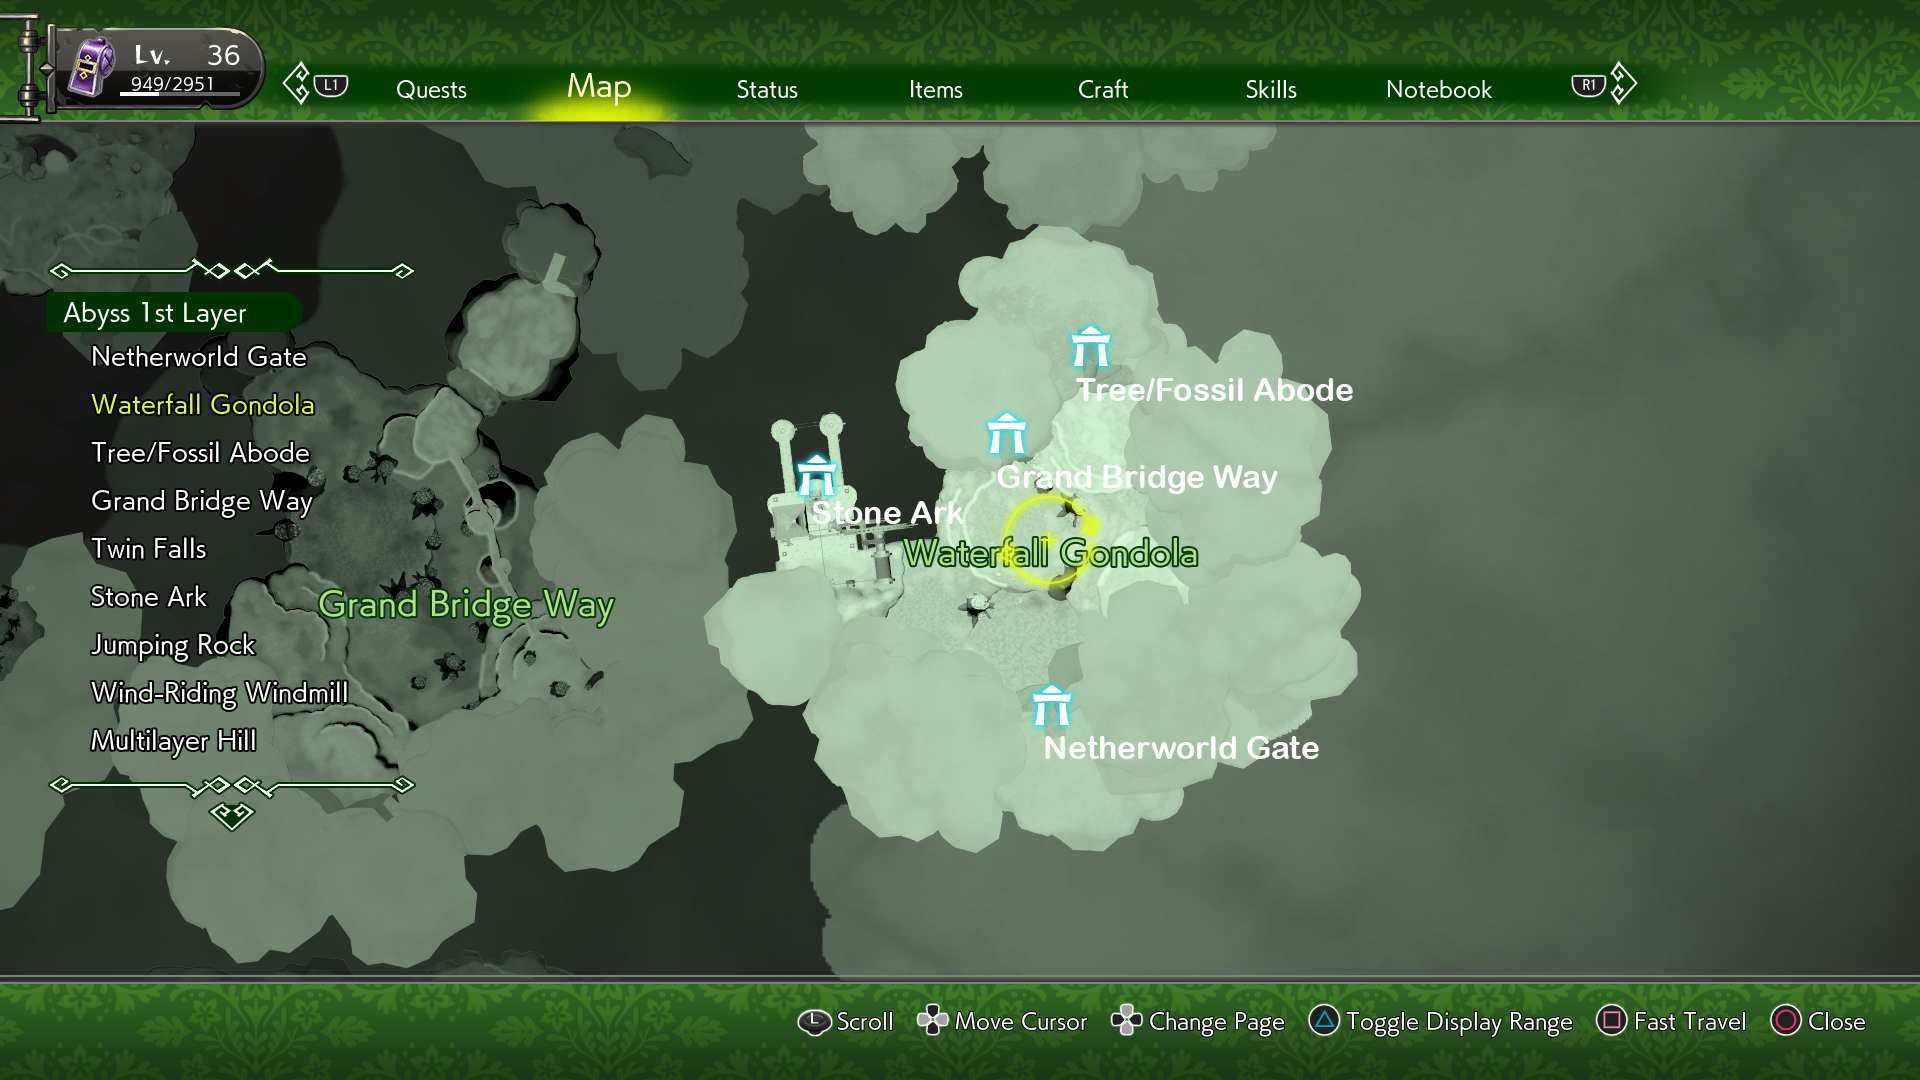 Lv. 36
949/2951
L1
Quests
Map
Status
Items
Craft
Skills
Notebook
R1
Abyss 1st Layer
Netherworld Gate
Waterfall Gondola
Tree/Fossil Abode
Grand Bridge Way
Twin Falls
Stone Ark
Jumping Rock
Wind-Riding Windmill
Multilayer Hill
Tree/Fossil Abode
Grand Bridge Way
Stone Ark
Waterfall Gondola
Grand Bridge Way
Netherworld Gate
L Scroll
Move Cursor
Change Page
Toggle Display Range
Fast Travel
Close